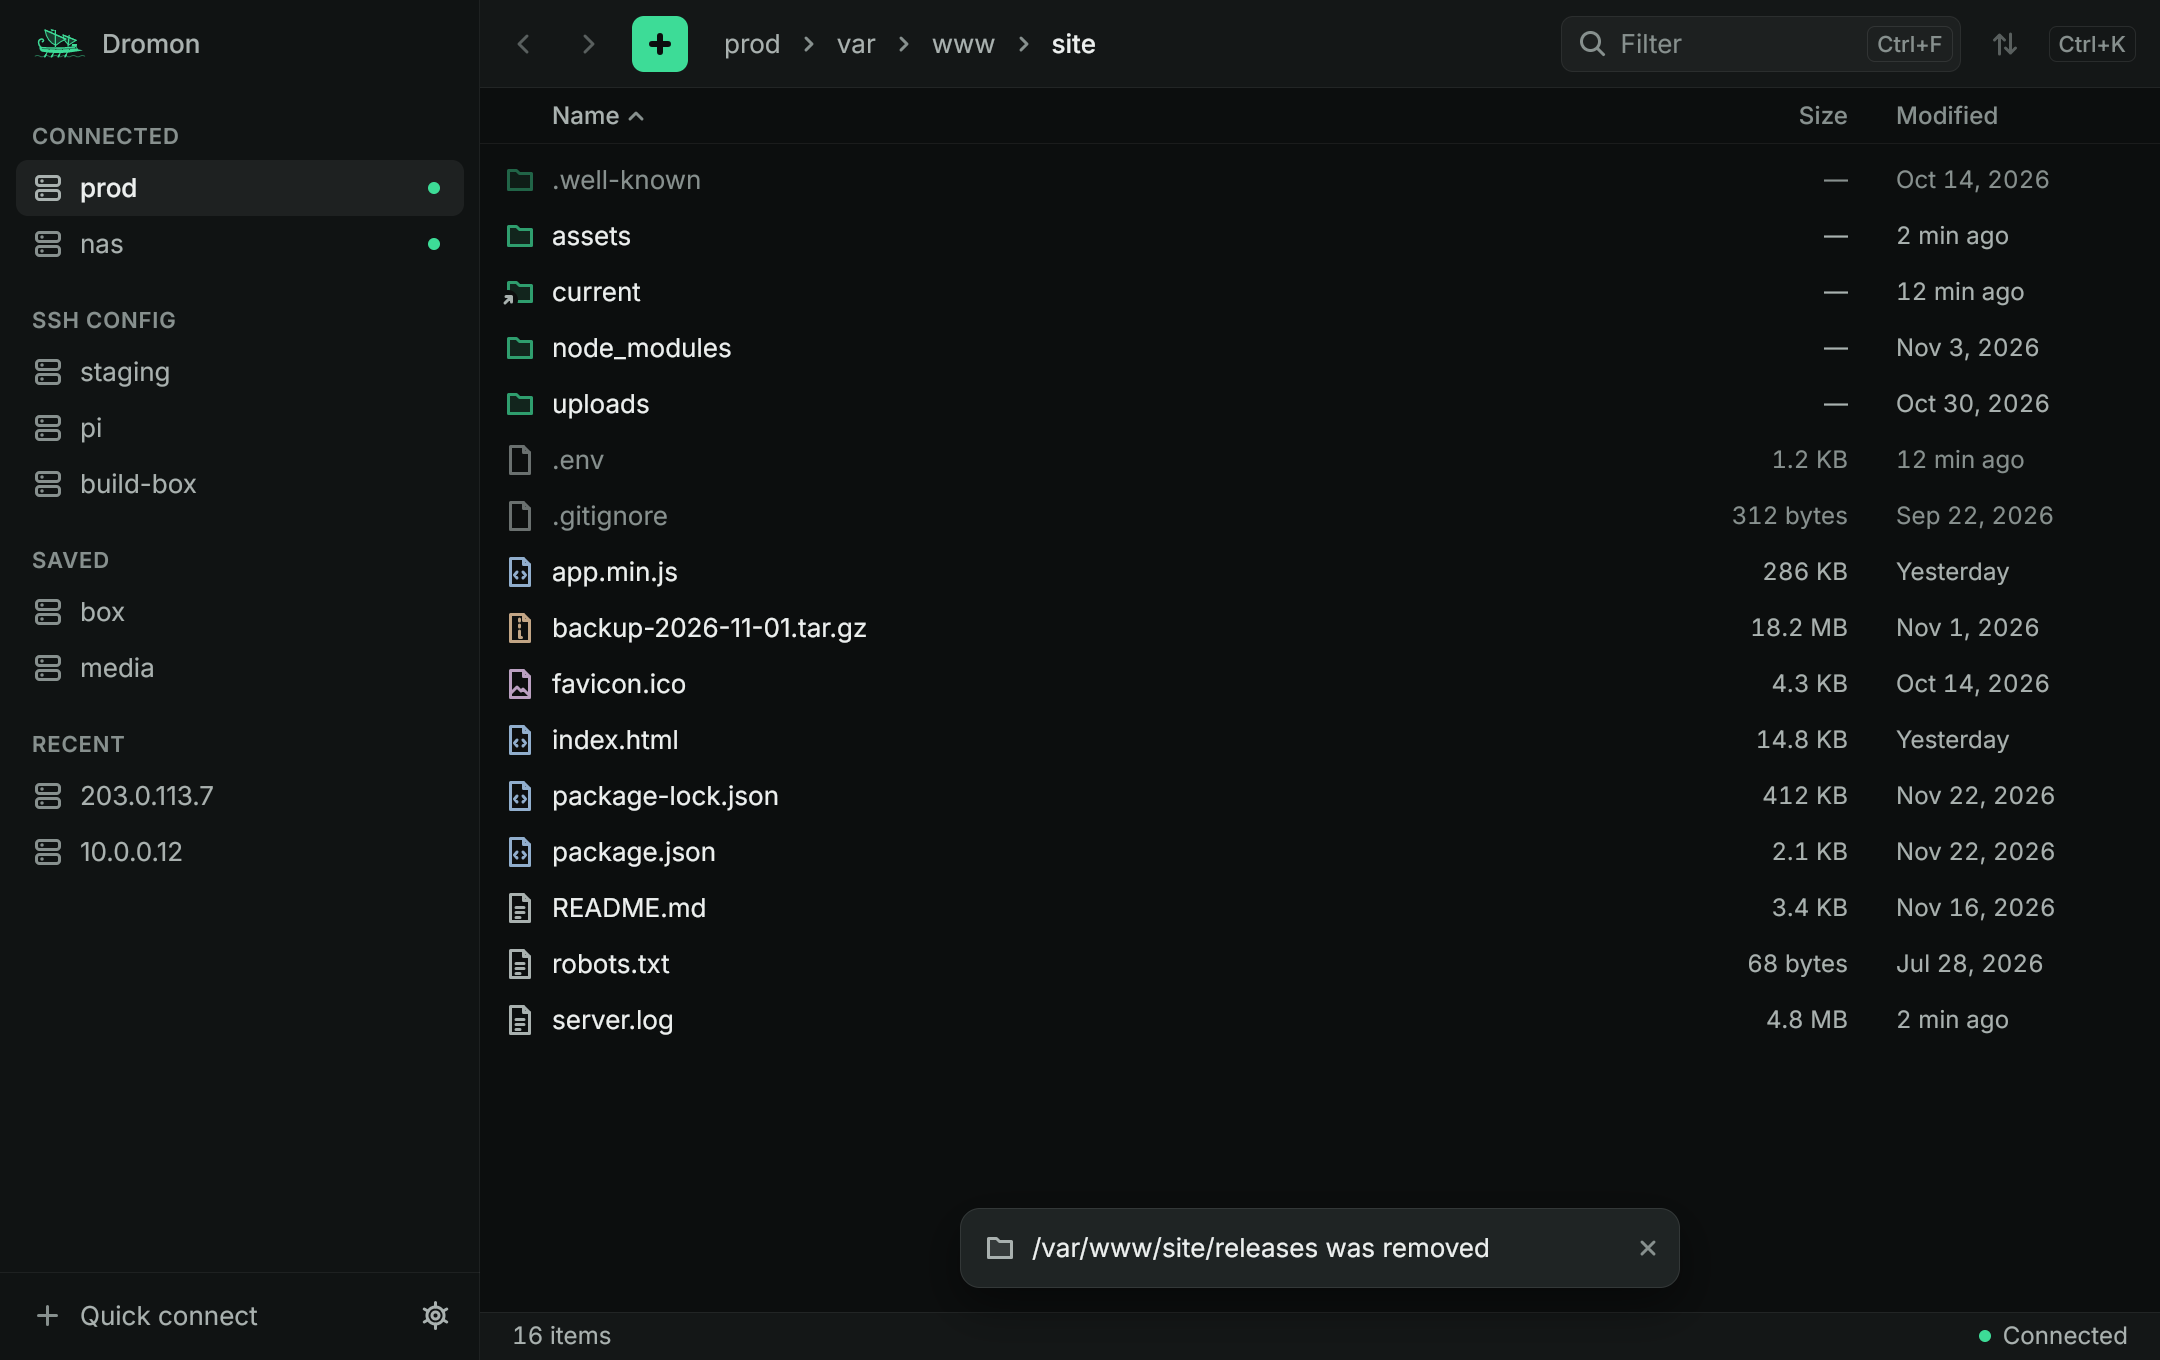 Dromon
CONNECTED
prod
nas
SSH CONFIG
staging
pi
build-box
SAVED
box
media
RECENT
203.0.113.7
10.0.0.12
Quick connect
prod > var > www > site
Filter Ctrl+F
Ctrl+K
Name Size Modified
.well-known — Oct 14, 2026
assets — 2 min ago
current — 12 min ago
node_modules — Nov 3, 2026
uploads — Oct 30, 2026
.env 1.2 KB 12 min ago
.gitignore 312 bytes Sep 22, 2026
app.min.js 286 KB Yesterday
backup-2026-11-01.tar.gz 18.2 MB Nov 1, 2026
favicon.ico 4.3 KB Oct 14, 2026
index.html 14.8 KB Yesterday
package-lock.json 412 KB Nov 22, 2026
package.json 2.1 KB Nov 22, 2026
README.md 3.4 KB Nov 16, 2026
robots.txt 68 bytes Jul 28, 2026
server.log 4.8 MB 2 min ago
/var/www/site/releases was removed
16 items
Connected